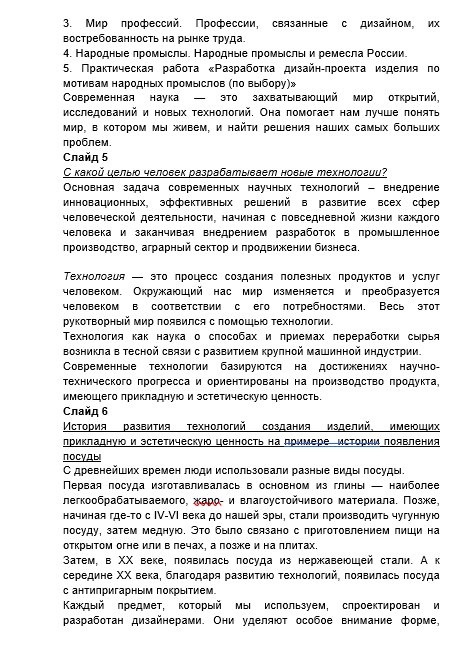 3. Мир профессий. Профессии, связанные с дизайном, их
востребованность на рынке труда.
4. Народные промыслы. Народные промыслы и ремесла России.
5. Практическая работа «Разработка дизайн-проекта изделия по
мотивам народных промыслов (по выбору)»
Современная наука — это захватывающий мир открытий,
исследований и новых технологий. Она помогает нам лучше понять
мир, в котором мы живем, и найти решения наших самых больших
проблем.
Слайд 5
С какой целью человек разрабатывает новые технологии?
Основная задача современных научных технологий – внедрение
инновационных, эффективных решений в развитие всех сфер
человеческой деятельности, начиная с повседневной жизни каждого
человека и заканчивая внедрением разработок в промышленное
производство, аграрный сектор и продвижении бизнеса.
Технология — это процесс создания полезных продуктов и услуг
человеком. Окружающий нас мир изменяется и преобразуется
человеком в соответствии с его потребностями. Весь этот
рукотворный мир появился с помощью технологии.
Технология как наука о способах и приемах переработки сырья
возникла в тесной связи с развитием крупной машинной индустрии.
Современные технологии базируются на достижениях научно-
технического прогресса и ориентированы на производство продукта,
имеющего прикладную и эстетическую ценность.
Слайд 6
История развития технологий создания изделий, имеющих
прикладную и эстетическую ценность на примере истории появления
посуды
С древнейших времен люди использовали разные виды посуды.
Первая посуда изготавливалась в основном из глины — наиболее
легкообрабатываемого, жаро- и влагоустойчивого материала. Позже,
начиная где-то с IV-VI века до нашей эры, стали производить чугунную
посуду, затем медную. Это было связано с приготовлением пищи на
открытом огне или в печах, а позже и на плитах.
Затем, в XX веке, появилась посуда из нержавеющей стали. А к
середине XX века, благодаря развитию технологий, появилась посуда
с антипригарным покрытием.
Каждый предмет, который мы используем, спроектирован и
разработан дизайнерами. Они уделяют особое внимание форме,